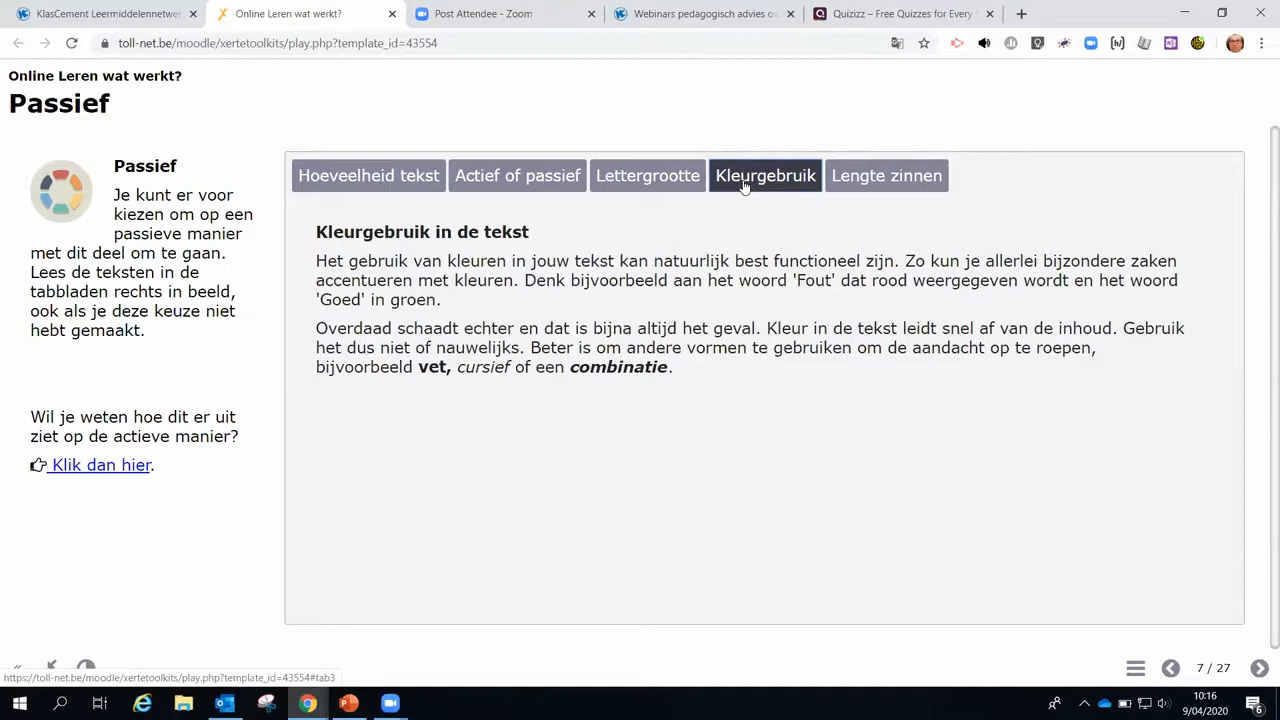 KlasCement Leermiddelennetwer
Online Leren wat werkt?
Post Attendee - Zoom
Webinars pedagogisch advies ov
Quizizz – Free Quizzes for Every
toll-net.be/moodle/xertetoolkits/play.php?template_id=43554
Online Leren wat werkt?
Passief
Passief
Je kunt er voor
kiezen om op een
passieve manier
met dit deel om te gaan.
Lees de teksten in de
tabbladen rechts in beeld,
ook als je deze keuze niet
hebt gemaakt.
Wil je weten hoe dit er uit
ziet op de actieve manier?
Klik dan hier.
Hoeveelheid tekst
Actief of passief
Lettergrootte
Kleurgebruik
Lengte zinnen
Kleurgebruik in de tekst
Het gebruik van kleuren in jouw tekst kan natuurlijk best functioneel zijn. Zo kun je allerlei bijzondere zaken
accentueren met kleuren. Denk bijvoorbeeld aan het woord 'Fout' dat rood weergegeven wordt en het woord
'Goed' in groen.
Overdaad schaadt echter en dat is bijna altijd het geval. Kleur in de tekst leidt snel af van de inhoud. Gebruik
het dus niet of nauwelijks. Beter is om andere vormen te gebruiken om de aandacht op te roepen,
bijvoorbeeld vet, cursief of een combinatie.
7 / 27
https://toll-net.be/moodle/xertetoolkits/play.php?template_id=43554#tab3
10:16
9/04/2020
6